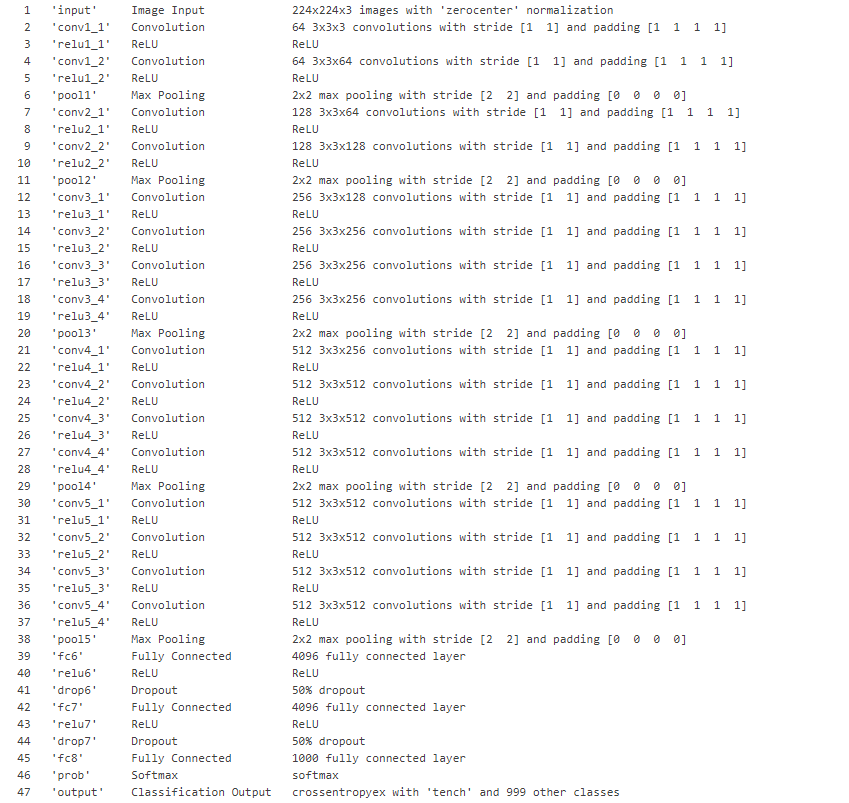 1 'input' Image Input 224x224x3 images with 'zerocenter' normalization
2 'conv1_1' Convolution 64 3x3x3 convolutions with stride [1 1] and padding [1 1 1 1]
3 'relu1_1' ReLU ReLU
4 'conv1_2' Convolution 64 3x3x64 convolutions with stride [1 1] and padding [1 1 1 1]
5 'relu1_2' ReLU ReLU
6 'pool1' Max Pooling 2x2 max pooling with stride [2 2] and padding [0 0 0 0]
7 'conv2_1' Convolution 128 3x3x64 convolutions with stride [1 1] and padding [1 1 1 1]
8 'relu2_1' ReLU ReLU
9 'conv2_2' Convolution 128 3x3x128 convolutions with stride [1 1] and padding [1 1 1 1]
10 'relu2_2' ReLU ReLU
11 'pool2' Max Pooling 2x2 max pooling with stride [2 2] and padding [0 0 0 0]
12 'conv3_1' Convolution 256 3x3x128 convolutions with stride [1 1] and padding [1 1 1 1]
13 'relu3_1' ReLU ReLU
14 'conv3_2' Convolution 256 3x3x256 convolutions with stride [1 1] and padding [1 1 1 1]
15 'relu3_2' ReLU ReLU
16 'conv3_3' Convolution 256 3x3x256 convolutions with stride [1 1] and padding [1 1 1 1]
17 'relu3_3' ReLU ReLU
18 'conv3_4' Convolution 256 3x3x256 convolutions with stride [1 1] and padding [1 1 1 1]
19 'relu3_4' ReLU ReLU
20 'pool3' Max Pooling 2x2 max pooling with stride [2 2] and padding [0 0 0 0]
21 'conv4_1' Convolution 512 3x3x256 convolutions with stride [1 1] and padding [1 1 1 1]
22 'relu4_1' ReLU ReLU
23 'conv4_2' Convolution 512 3x3x512 convolutions with stride [1 1] and padding [1 1 1 1]
24 'relu4_2' ReLU ReLU
25 'conv4_3' Convolution 512 3x3x512 convolutions with stride [1 1] and padding [1 1 1 1]
26 'relu4_3' ReLU ReLU
27 'conv4_4' Convolution 512 3x3x512 convolutions with stride [1 1] and padding [1 1 1 1]
28 'relu4_4' ReLU ReLU
29 'pool4' Max Pooling 2x2 max pooling with stride [2 2] and padding [0 0 0 0]
30 'conv5_1' Convolution 512 3x3x512 convolutions with stride [1 1] and padding [1 1 1 1]
31 'relu5_1' ReLU ReLU
32 'conv5_2' Convolution 512 3x3x512 convolutions with stride [1 1] and padding [1 1 1 1]
33 'relu5_2' ReLU ReLU
34 'conv5_3' Convolution 512 3x3x512 convolutions with stride [1 1] and padding [1 1 1 1]
35 'relu5_3' ReLU ReLU
36 'conv5_4' Convolution 512 3x3x512 convolutions with stride [1 1] and padding [1 1 1 1]
37 'relu5_4' ReLU ReLU
38 'pool5' Max Pooling 2x2 max pooling with stride [2 2] and padding [0 0 0 0]
39 'fc6' Fully Connected 4096 fully connected layer
40 'relu6' ReLU ReLU
41 'drop6' Dropout 50% dropout
42 'fc7' Fully Connected 4096 fully connected layer
43 'relu7' ReLU ReLU
44 'drop7' Dropout 50% dropout
45 'fc8' Fully Connected 1000 fully connected layer
46 'prob' Softmax softmax
47 'output' Classification Output crossentropyex with 'tench' and 999 other classes